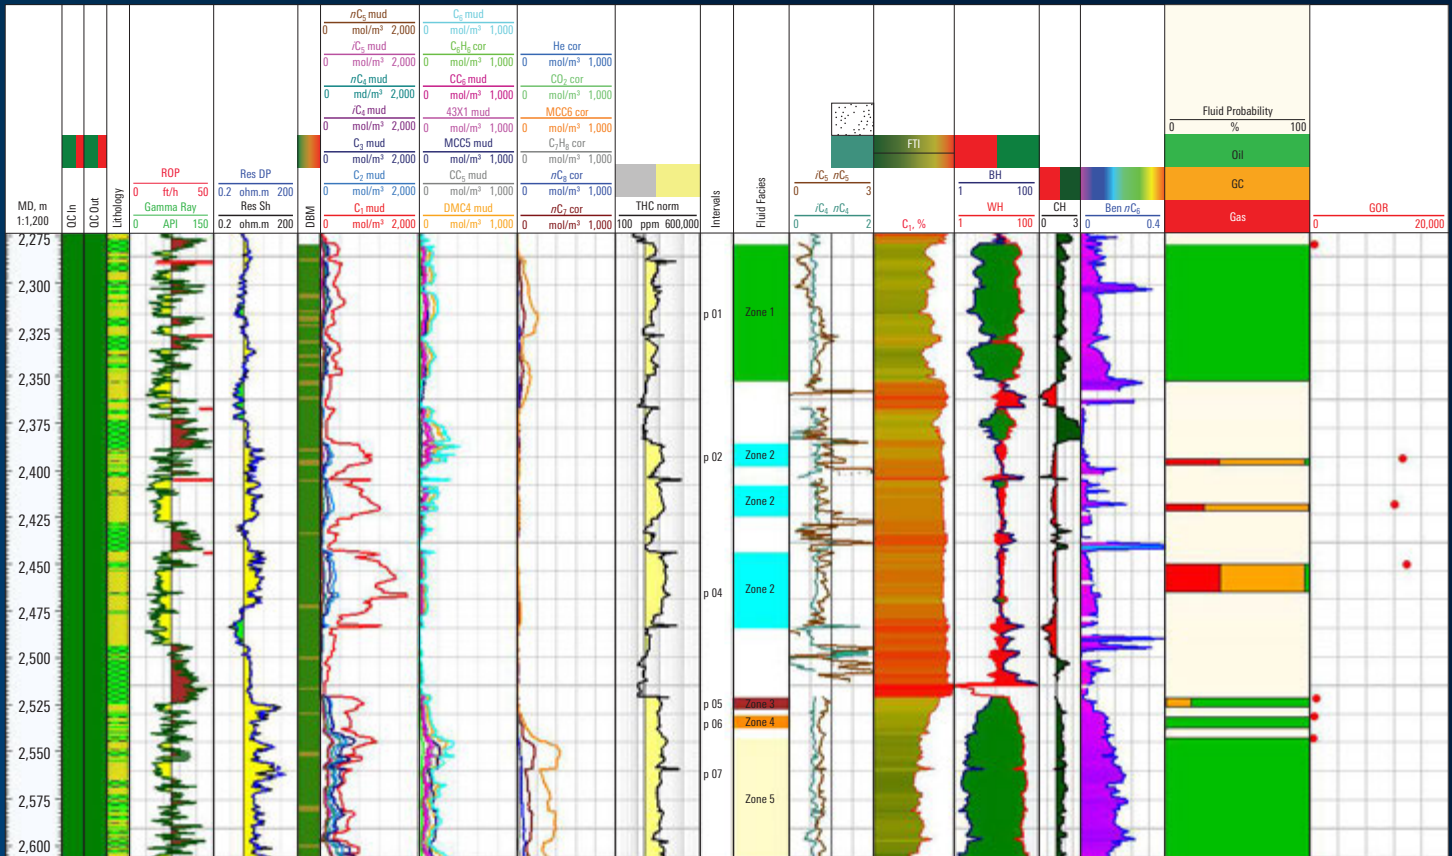 nC5 mud
0 mol/m³ 2,000
iC5 mud
0 mol/m³ 2,000
nC4 mud
0 md/m³ 2,000
iC4 mud
0 mol/m³ 2,000
C3 mud
0 mol/m³ 2,000
C2 mud
0 mol/m³ 2,000
C1 mud
0 mol/m³ 2,000
C6 mud
0 mol/m³ 1,000
C6H6 cor
0 mol/m³ 1,000
CC6 mud
0 mol/m³ 1,000
43X1 mud
0 mol/m³ 1,000
MCC5 mud
0 mol/m³ 1,000
CC5 mud
0 mol/m³ 1,000
DMC4 mud
0 mol/m³ 1,000
He cor
0 mol/m³ 1,000
CO2 cor
0 mol/m³ 1,000
MCC6 cor
0 mol/m³ 1,000
C7H8 cor
0 mol/m³ 1,000
nC8 cor
0 mol/m³ 1,000
nC7 cor
0 mol/m³ 1,000
MD, m
1:1,200
QC In
QC Out
Lithology
ROP
0 ft/h 50
Gamma Ray
0 API 150
Res DP
0.2 ohm.m 200
Res Sh
0.2 ohm.m 200
DBM
THC norm
100 ppm 600,000
Intervals
Fluid Facies
iC5 nC5
0 3
iC4 nC4
0 2
FTI
C1, %
BH
1 100
WH
1 100
CH
0 3
Ben nC6
0 0.4
Fluid Probability
0 % 100
Oil
GC
Gas
GOR
0 20,000
2,275
2,300
2,325
2,350
2,375
2,400
2,425
2,450
2,475
2,500
2,525
2,550
2,575
2,600
p 01
p 02
p 04
p 05
p 06
p 07
Zone 1
Zone 2
Zone 2
Zone 2
Zone 3
Zone 4
Zone 5